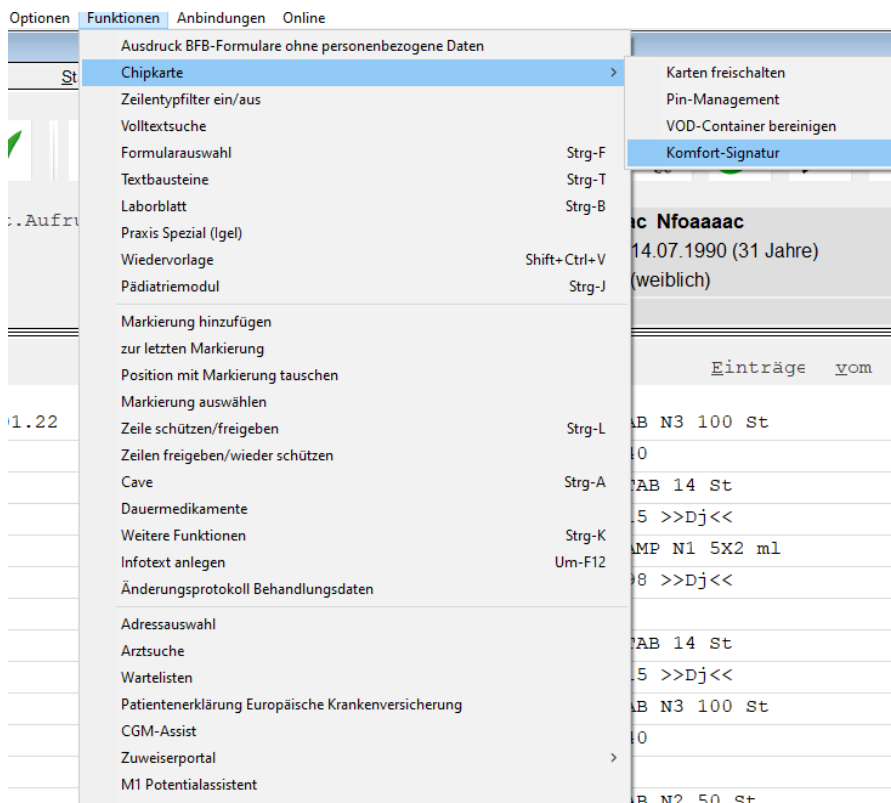 Optionen Funktionen Anbindungen Online
Ausdruck BFB-Formulare ohne personenbezogene Daten
St
Chipkarte >
Karten freischalten
Zeilentypfilter ein/aus
Pin-Management
Volltextsuche
VOD-Container bereinigen
Formularauswahl Strg-F
Komfort-Signatur
Textbausteine Strg-T
Laborblatt Strg-B
t.Aufru
ac Nfoaaaac
Praxis Spezial (Igel)
14.07.1990 (31 Jahre)
Wiedervorlage Shift+Ctrl+V
(weiblich)
Pädiatriemodul Strg-J
Markierung hinzufügen
zur letzten Markierung
Einträge vom
Position mit Markierung tauschen
Markierung auswählen
01.22
AB N3 100 St
Zeile schützen/freigeben Strg-L
40
Zeilen freigeben/wieder schützen
Cave Strg-A
TAB 14 St
Dauermedikamente
15 >>Dj<<
Weitere Funktionen Strg-K
AMP N1 5X2 ml
Infotext anlegen Um-F12
98 >>Dj<<
Änderungsprotokoll Behandlungsdaten
Adressauswahl
TAB 14 St
Arztsuche
15 >>Dj<<
Wartelisten
Patientenerklärung Europäische Krankenversicherung
AB N3 100 St
CGM-Assist
40
Zuweiserportal >
M1 Potentialassistent
AB N2 50 St